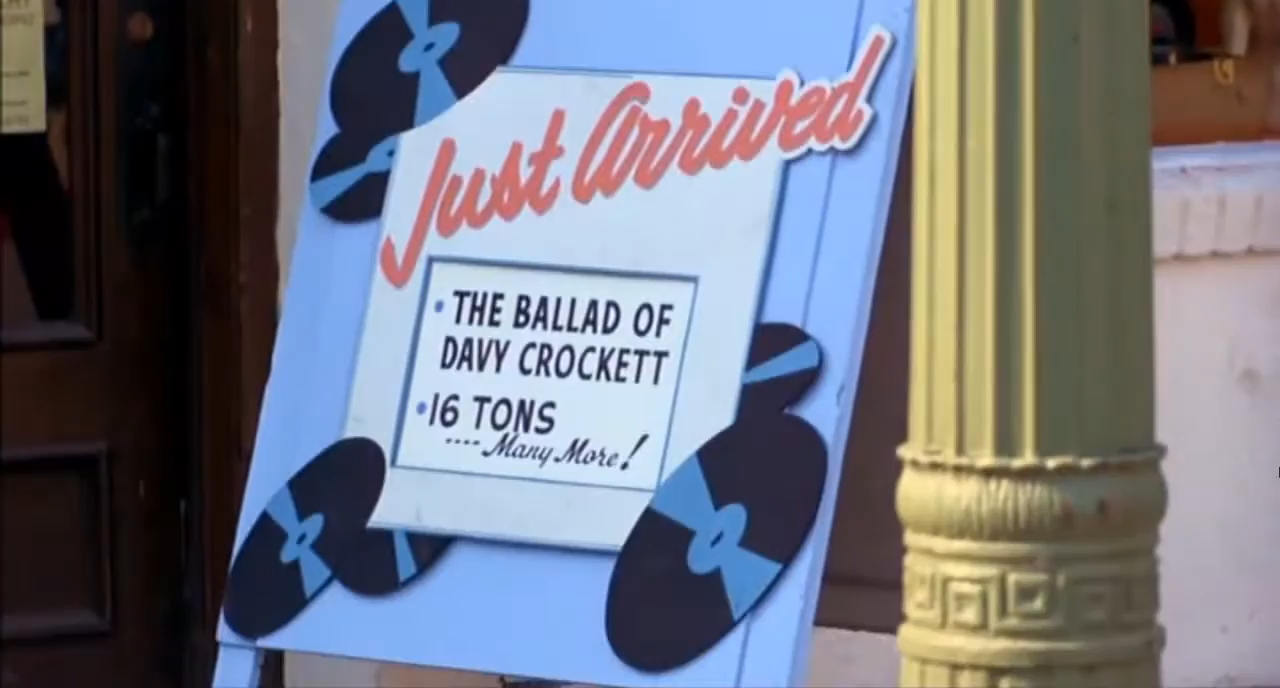 Just Arrived
• THE BALLAD OF
DAVY CROCKETT
• 16 TONS
.... Many More!